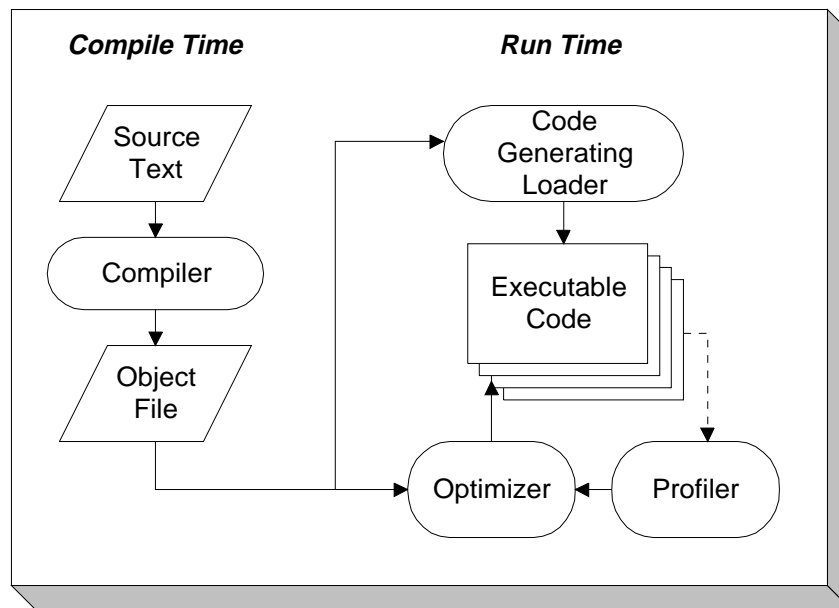 Compile Time
Run Time
Source
Text
Compiler
Object
File
Code
Generating
Loader
Executable
Code
Optimizer
Profiler